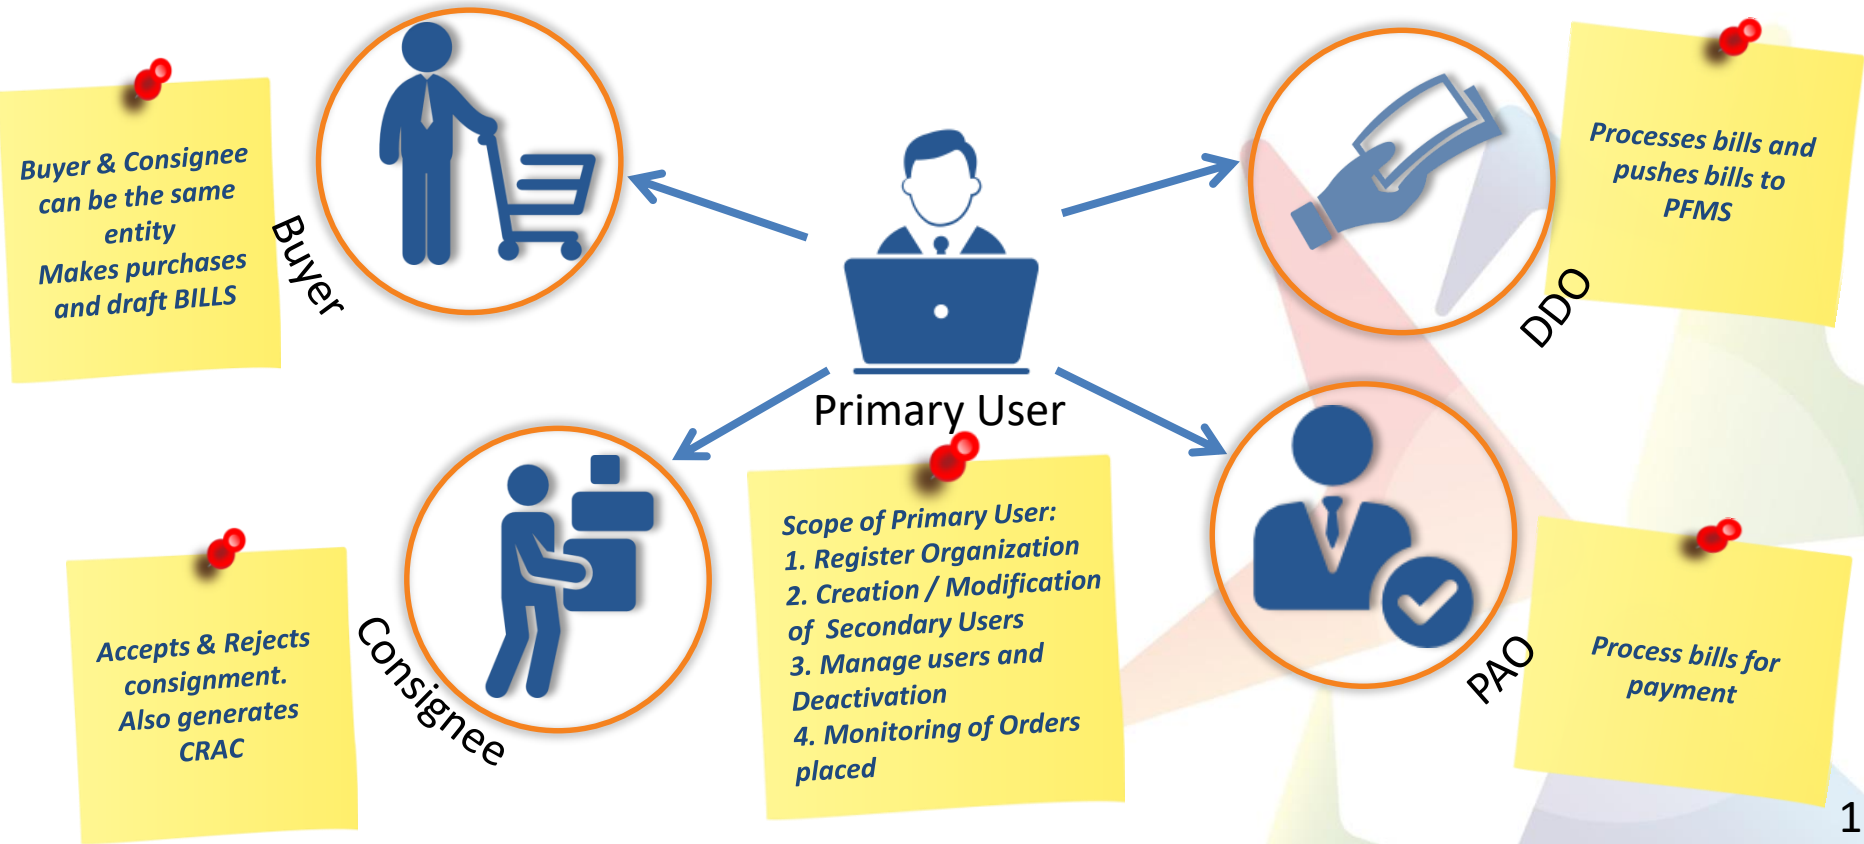 Buyer & Consignee
can be the same
entity
Makes purchases
and draft BILLS
Buyer
Processes bills and
pushes bills to
PFMS
DDO
Primary User
Scope of Primary User:
1. Register Organization
2. Creation / Modification
of Secondary Users
3. Manage users and
Deactivation
4. Monitoring of Orders
placed
Accepts & Rejects
consignment.
Also generates
CRAC
Consignee
PAO
Process bills for
payment
1